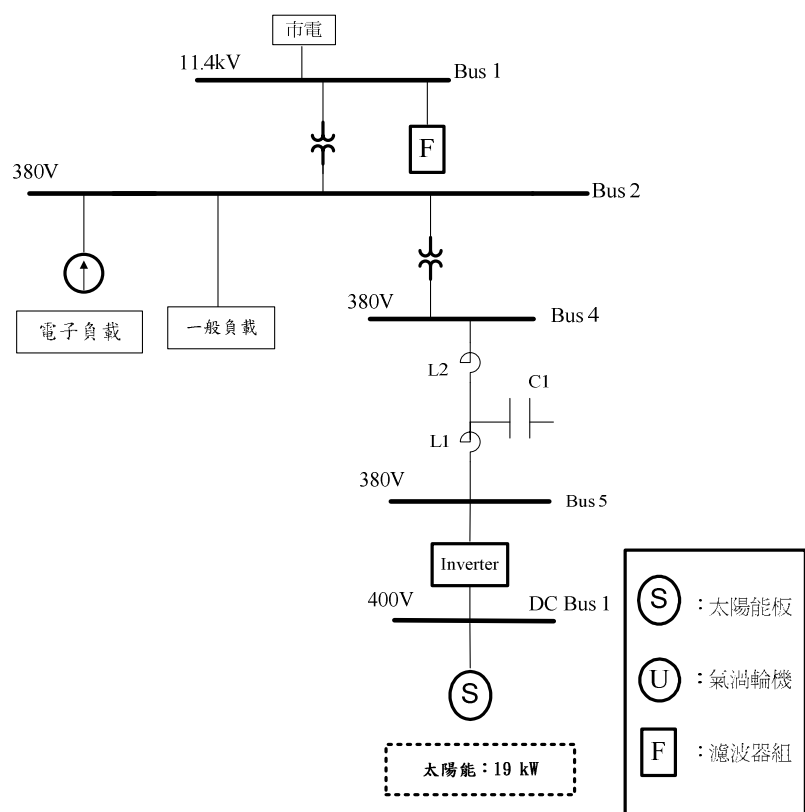 市電
11.4kV
Bus 1
F
380V
Bus 2
電子負載
一般負載
380V
Bus 4
L2
C1
L1
380V
Bus 5
Inverter
400V
DC Bus 1
S
太陽能：19 kW
S ：太陽能板
U ：氣渦輪機
F ：濾波器組